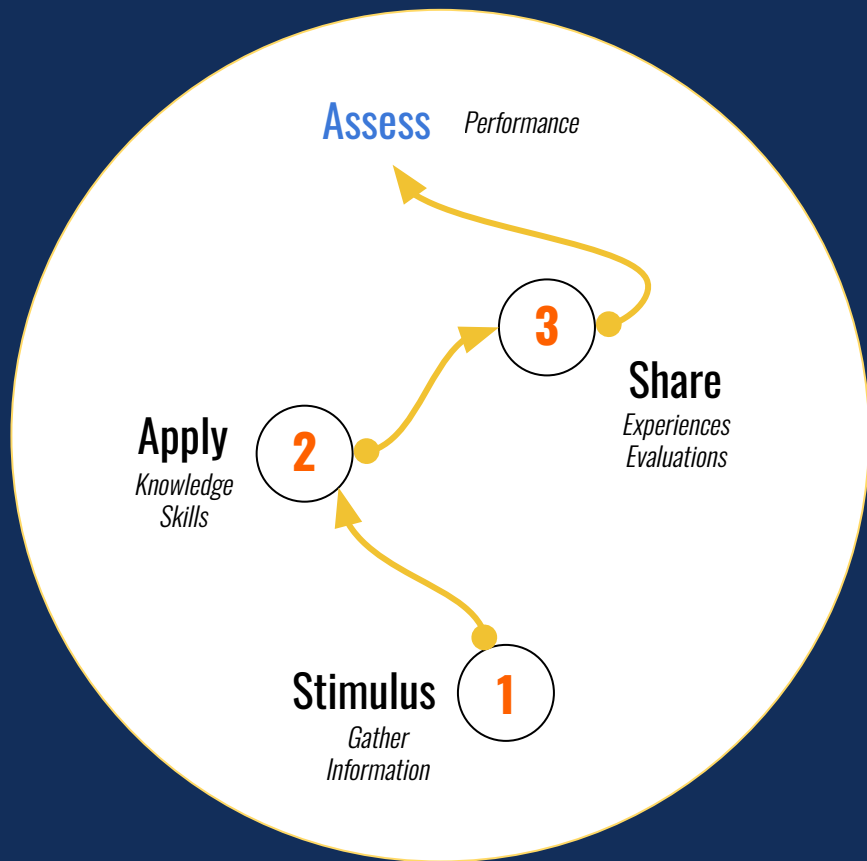 Assess
Performance
3
Share
Experiences
Evaluations
Apply
2
Knowledge
Skills
Stimulus
1
Gather
Information